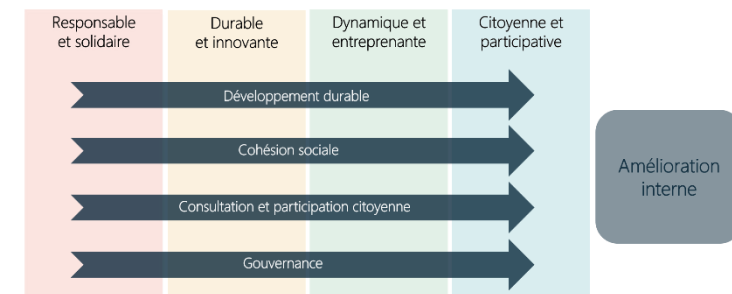 Responsable
et solidaire
Durable
et innovante
Dynamique et
entreprenante
Citoyenne et
participative
Développement durable
Cohésion sociale
Consultation et participation citoyenne
Gouvernance
Amélioration
interne